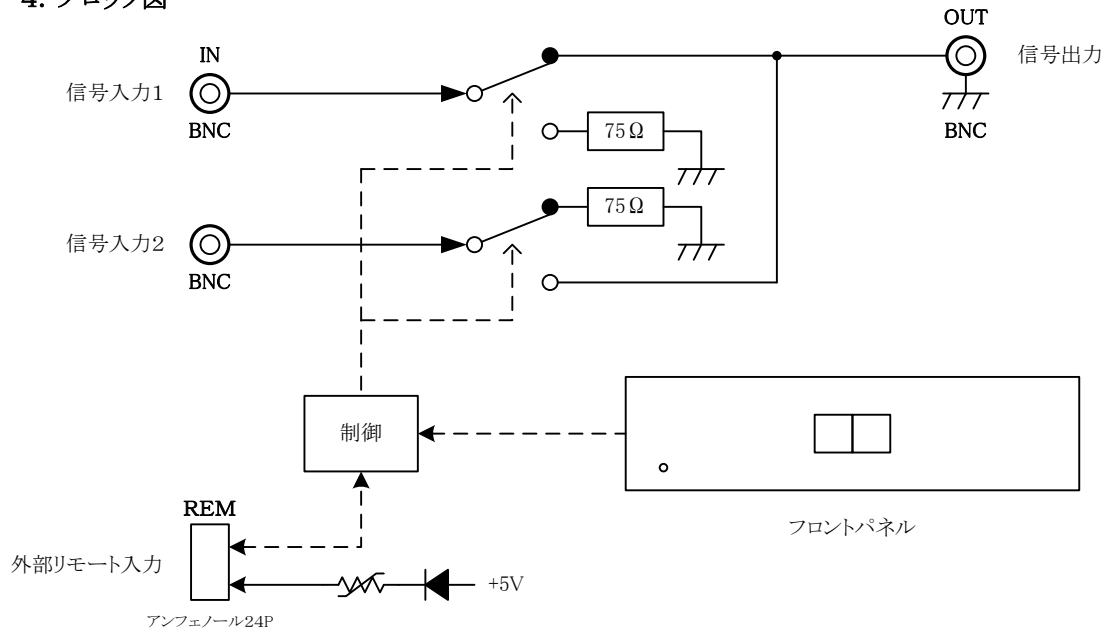 4. ブロック図
OUT
IN
信号出力
信号入力1
BNC
BNC
75Ω
75Ω
信号入力2
BNC
制御
REM
フロントパネル
外部リモート入力
+5V
アンフェノール24P